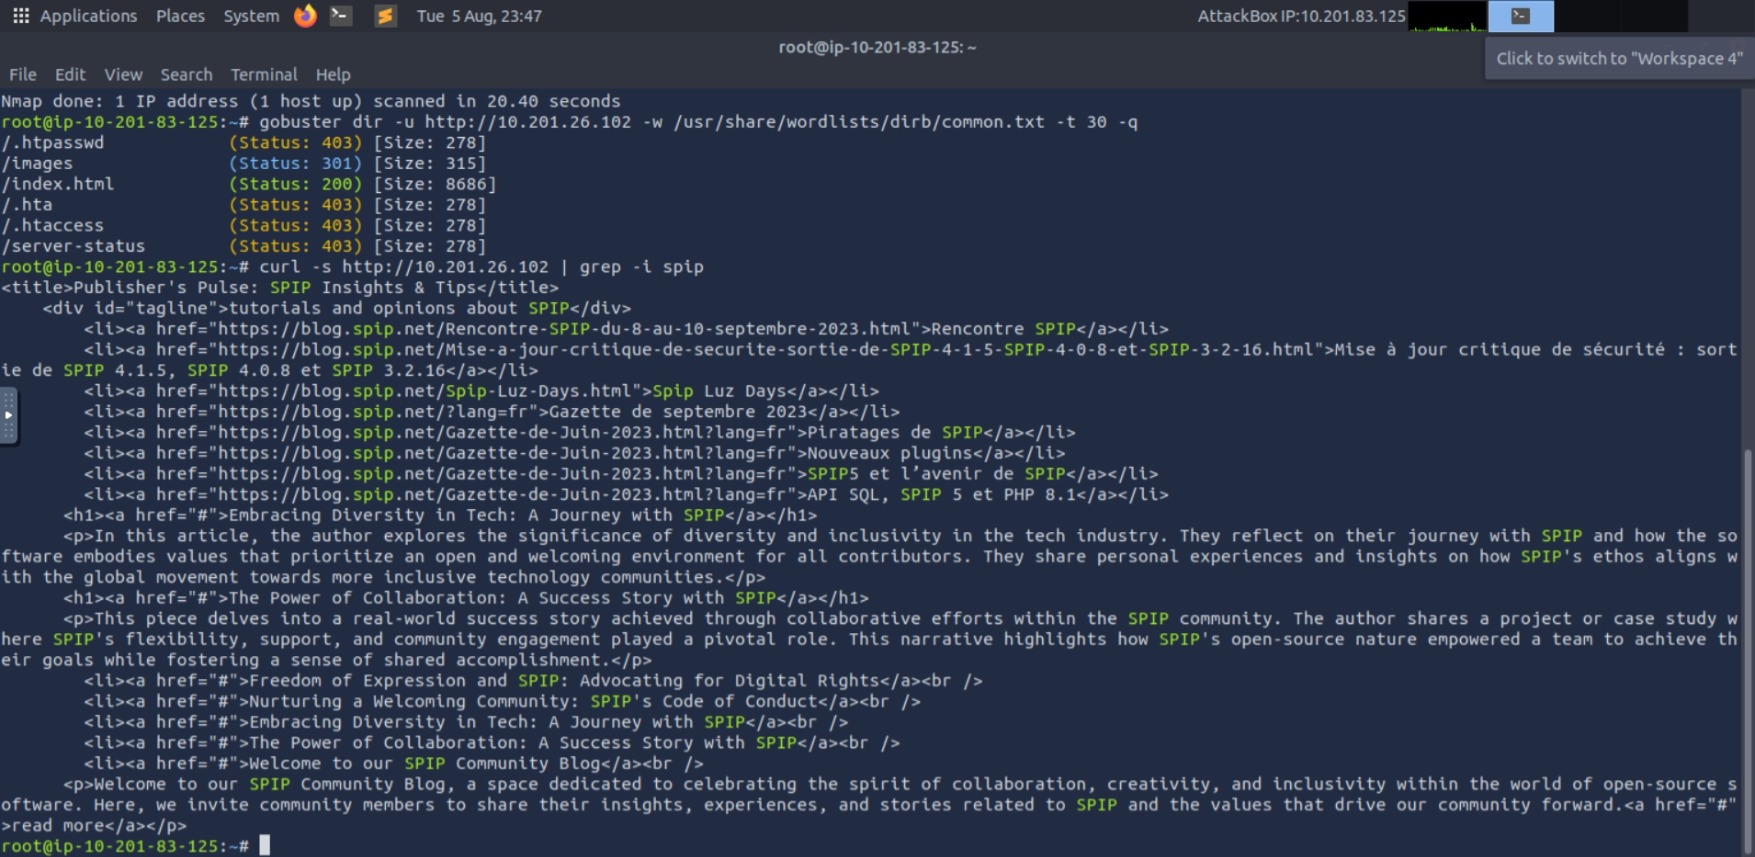 Applications Places System Tue 5 Aug, 23:47 AttackBox IP:10.201.83.125
root@ip-10-201-83-125: ~
Click to switch to "Workspace 4"
File Edit View Search Terminal Help
Nmap done: 1 IP address (1 host up) scanned in 20.40 seconds
root@ip-10-201-83-125:~# gobuster dir -u http://10.201.26.102 -w /usr/share/wordlists/dirb/common.txt -t 30 -q
/.htpasswd            (Status: 403) [Size: 278]
/images               (Status: 301) [Size: 315]
/index.html           (Status: 200) [Size: 8686]
/.hta                 (Status: 403) [Size: 278]
/.htaccess            (Status: 403) [Size: 278]
/server-status        (Status: 403) [Size: 278]
root@ip-10-201-83-125:~# curl -s http://10.201.26.102 | grep -i spip
<title>Publisher's Pulse: SPIP Insights & Tips</title>
    <div id="tagline">tutorials and opinions about SPIP</div>
        <li><a href="https://blog.spip.net/Rencontre-SPIP-du-8-au-10-septembre-2023.html">Rencontre SPIP</a></li>
        <li><a href="https://blog.spip.net/Mise-a-jour-critique-de-securite-sortie-de-SPIP-4-1-5-SPIP-4-0-8-et-SPIP-3-2-16.html">Mise à jour critique de sécurité : sort
ie de SPIP 4.1.5, SPIP 4.0.8 et SPIP 3.2.16</a></li>
        <li><a href="https://blog.spip.net/Spip-Luz-Days.html">Spip Luz Days</a></li>
        <li><a href="https://blog.spip.net/?lang=fr">Gazette de septembre 2023</a></li>
        <li><a href="https://blog.spip.net/Gazette-de-Juin-2023.html?lang=fr">Piratages de SPIP</a></li>
        <li><a href="https://blog.spip.net/Gazette-de-Juin-2023.html?lang=fr">Nouveaux plugins</a></li>
        <li><a href="https://blog.spip.net/Gazette-de-Juin-2023.html?lang=fr">SPIP5 et l’avenir de SPIP</a></li>
        <li><a href="https://blog.spip.net/Gazette-de-Juin-2023.html?lang=fr">API SQL, SPIP 5 et PHP 8.1</a></li>
      <h1><a href="#">Embracing Diversity in Tech: A Journey with SPIP</a></h1>
      <p>In this article, the author explores the significance of diversity and inclusivity in the tech industry. They reflect on their journey with SPIP and how the so
ftware embodies values that prioritize an open and welcoming environment for all contributors. They share personal experiences and insights on how SPIP's ethos aligns w
ith the global movement towards more inclusive technology communities.</p>
      <h1><a href="#">The Power of Collaboration: A Success Story with SPIP</a></h1>
      <p>This piece delves into a real-world success story achieved through collaborative efforts within the SPIP community. The author shares a project or case study w
here SPIP's flexibility, support, and community engagement played a pivotal role. This narrative highlights how SPIP's open-source nature empowered a team to achieve th
eir goals while fostering a sense of shared accomplishment.</p>
        <li><a href="#">Freedom of Expression and SPIP: Advocating for Digital Rights</a><br />
        <li><a href="#">Nurturing a Welcoming Community: SPIP's Code of Conduct</a><br />
        <li><a href="#">Embracing Diversity in Tech: A Journey with SPIP</a><br />
        <li><a href="#">The Power of Collaboration: A Success Story with SPIP</a><br />
        <li><a href="#">Welcome to our SPIP Community Blog</a><br />
      <p>Welcome to our SPIP Community Blog, a space dedicated to celebrating the spirit of collaboration, creativity, and inclusivity within the world of open-source s
oftware. Here, we invite community members to share their insights, experiences, and stories related to SPIP and the values that drive our community forward.<a href="#"
>read more</a></p>
root@ip-10-201-83-125:~#